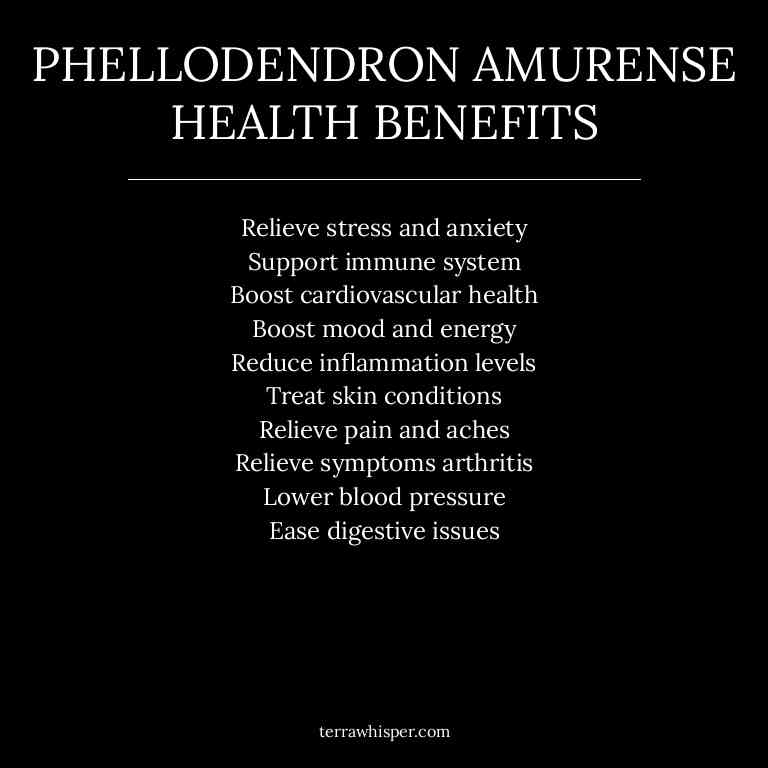 PHELLODENDRON AMURENSE
HEALTH BENEFITS
Relieve stress and anxiety
Support immune system
Boost cardiovascular health
Boost mood and energy
Reduce inflammation levels
Treat skin conditions
Relieve pain and aches
Relieve symptoms arthritis
Lower blood pressure
Ease digestive issues
terrawhisper.com